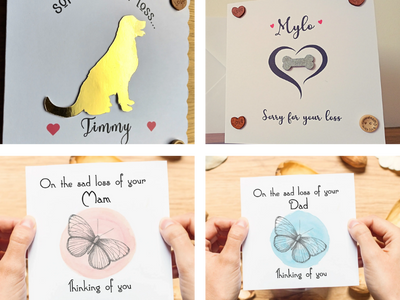 loss...
Timmy
Mylo
Sorry for your loss
On the sad loss of your
Mam
Thinking of you
On the sad loss of your
Dad
Thinking of you